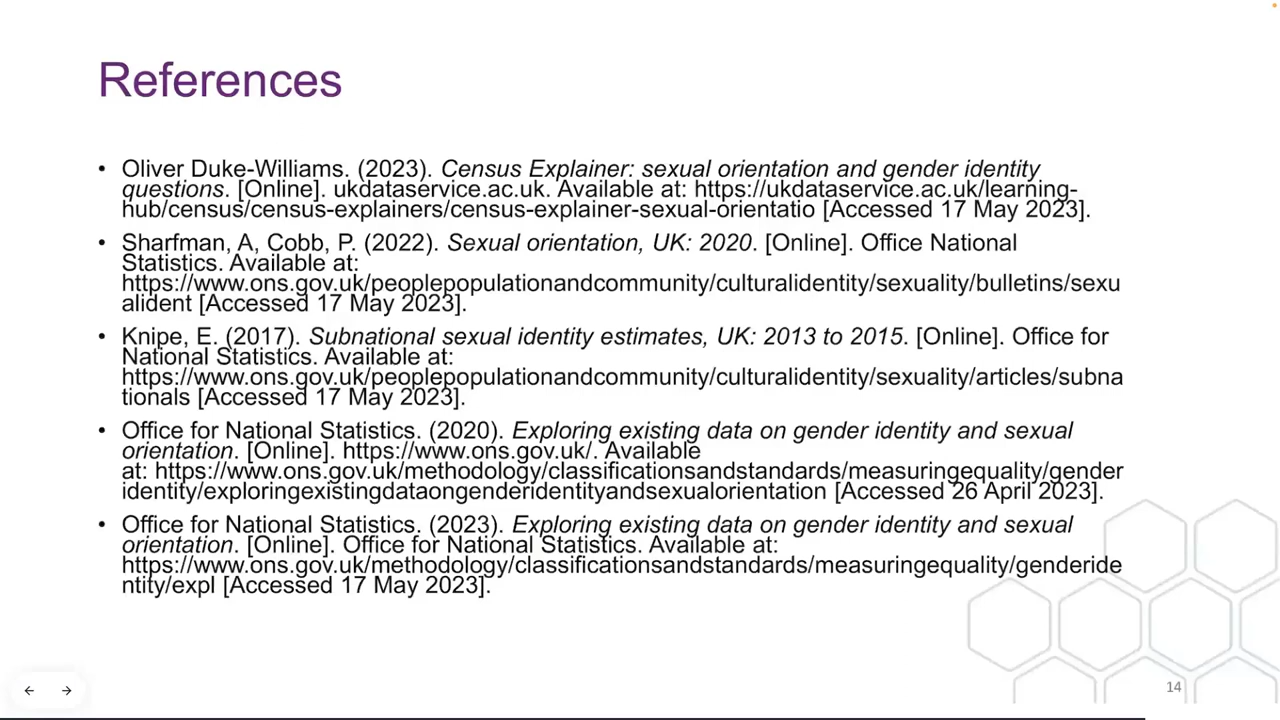 References
• Oliver Duke-Williams. (2023). Census Explainer: sexual orientation and gender identity
questions. [Online]. ukdataservice.ac.uk. Available at: https://ukdataservice.ac.uk/learning-
hub/census/census-explainers/census-explainer-sexual-orientatio [Accessed 17 May 2023].
• Sharfman, A, Cobb, P. (2022). Sexual orientation, UK: 2020. [Online]. Office National
Statistics. Available at:
https://www.ons.gov.uk/peoplepopulationandcommunity/culturalidentity/sexuality/bulletins/sexu
alident [Accessed 17 May 2023].
• Knipe, E. (2017). Subnational sexual identity estimates, UK: 2013 to 2015. [Online]. Office for
National Statistics. Available at:
https://www.ons.gov.uk/peoplepopulationandcommunity/culturalidentity/sexuality/articles/subna
tionals [Accessed 17 May 2023].
• Office for National Statistics. (2020). Exploring existing data on gender identity and sexual
orientation. [Online]. https://www.ons.gov.uk/. Available
at: https://www.ons.gov.uk/methodology/classificationsandstandards/measuringequality/gender
identity/exploringexistingdataongenderidentityandsexualorientation [Accessed 26 April 2023].
• Office for National Statistics. (2023). Exploring existing data on gender identity and sexual
orientation. [Online]. Office for National Statistics. Available at:
https://www.ons.gov.uk/methodology/classificationsandstandards/measuringequality/genderide
ntity/expl [Accessed 17 May 2023].
14